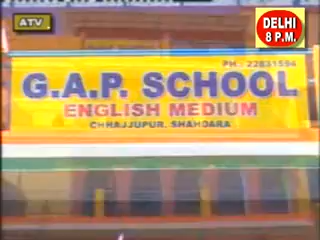 ATV
DELHI
8 P.M.
PH.: 22831594
G.A.P. SCHOOL
ENGLISH MEDIUM
CHHAJJUPUR, SHAHDARA